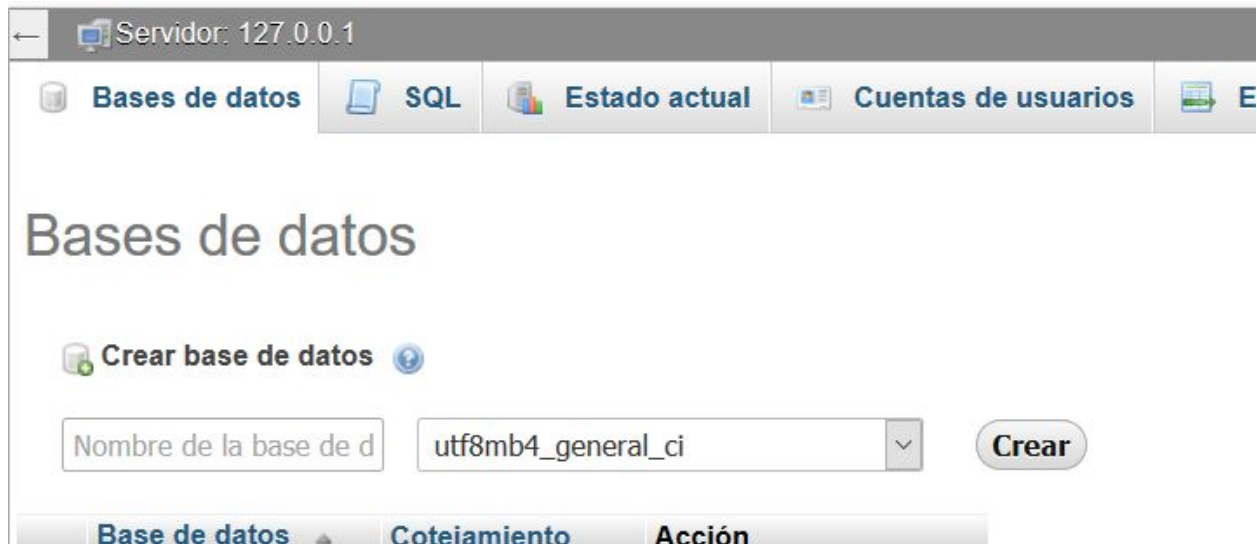 ← Servidor: 127.0.0.1
Bases de datos SQL Estado actual Cuentas de usuarios E
Bases de datos
Crear base de datos
Nombre de la base de d utf8mb4_general_ci Crear
Base de datos Cotejamiento Acción